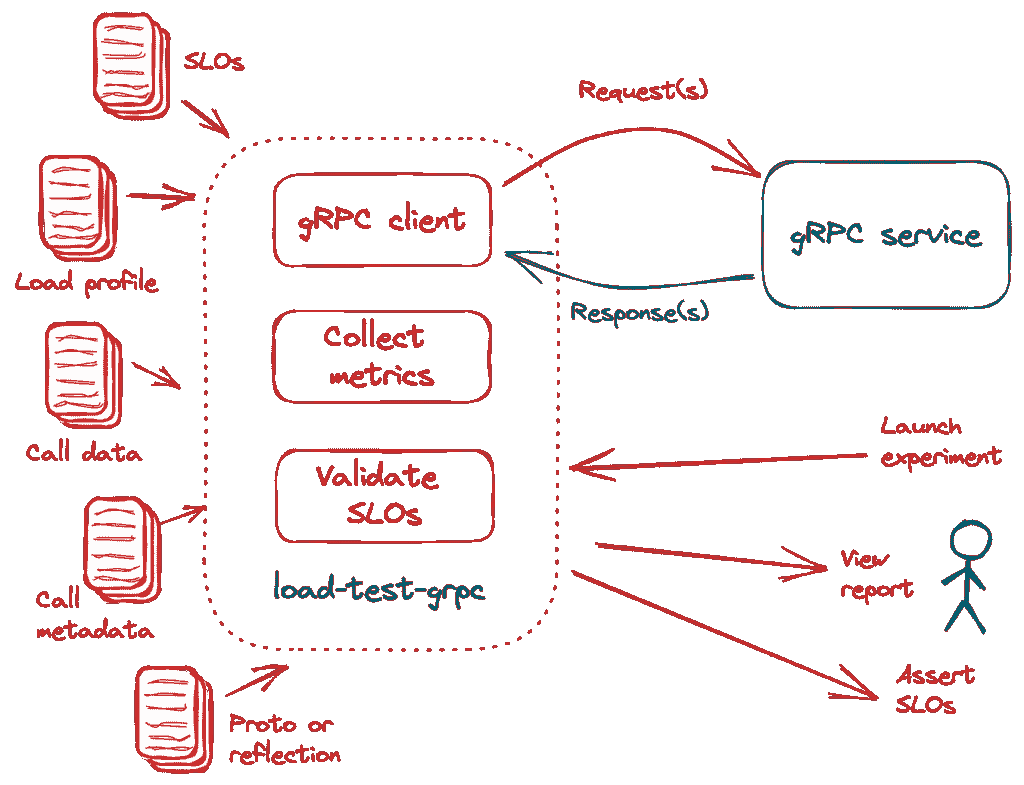 SLOs
Request(s)
gRPC client
gRPC service
Load profile
Response(s)
Collect
metrics
Call data
Launch
experiment
Validate
SLOs
View
report
load-test-grpc
Call
metadata
Assert
SLOs
Proto or
reflection